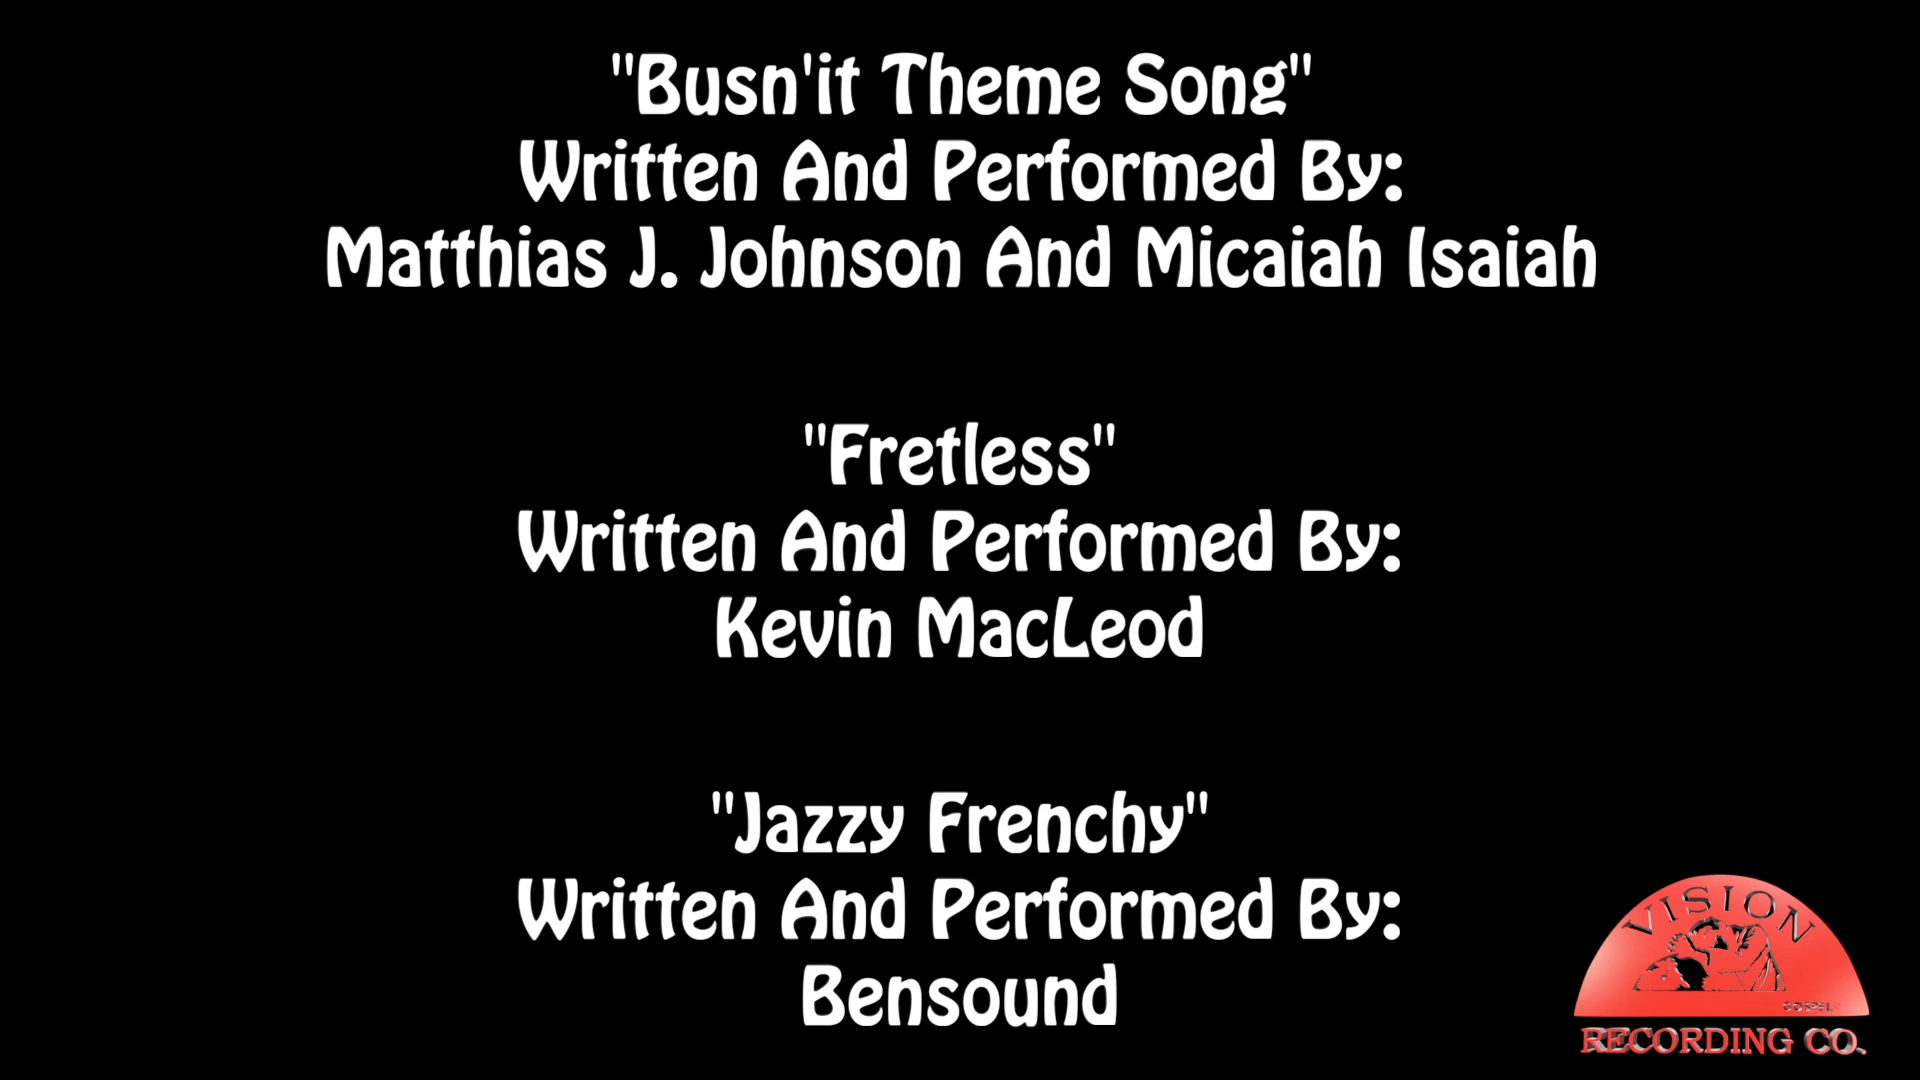 "Busn'it Theme Song"
Written And Performed By:
Matthias J. Johnson And Micaiah Isaiah
"Fretless"
Written And Performed By:
Kevin MacLeod
"Jazzy Frenchy"
Written And Performed By:
Bensound
VISION
GOSPEL
RECORDING CO.